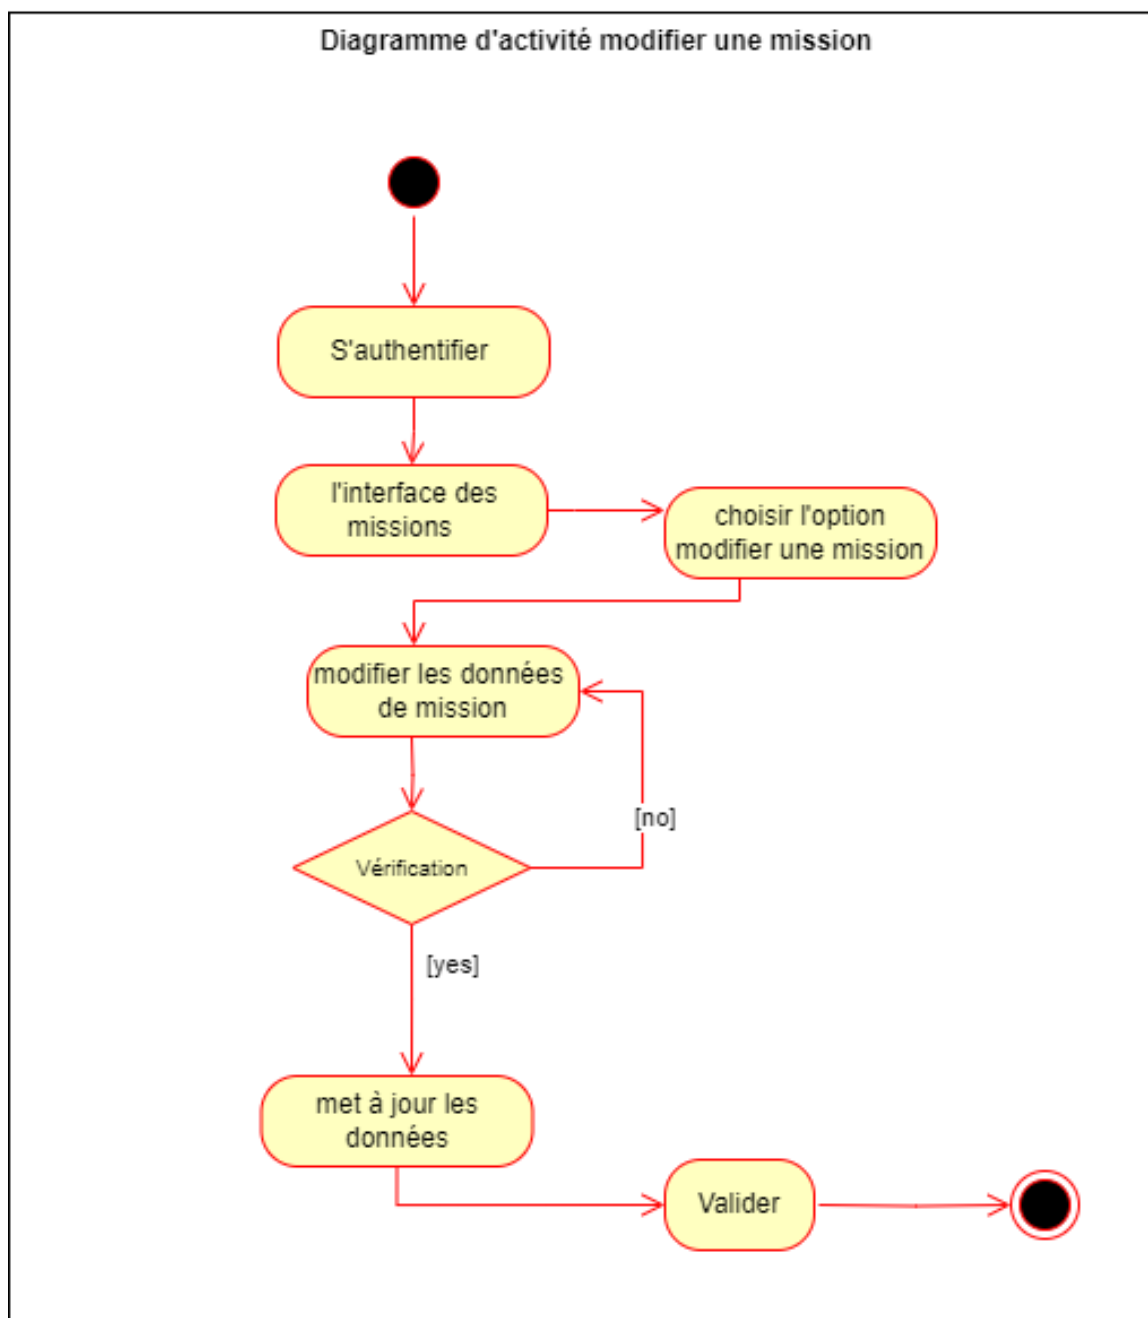 Diagramme d'activité modifier une mission
S'authentifier
l'interface des
missions
choisir l'option
modifier une mission
modifier les données
de mission
[no]
Vérification
[yes]
met à jour les
données
Valider